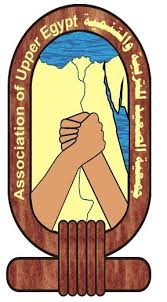 Association of Upper Egypt
جمعية الصعيد للتربية والتنمية